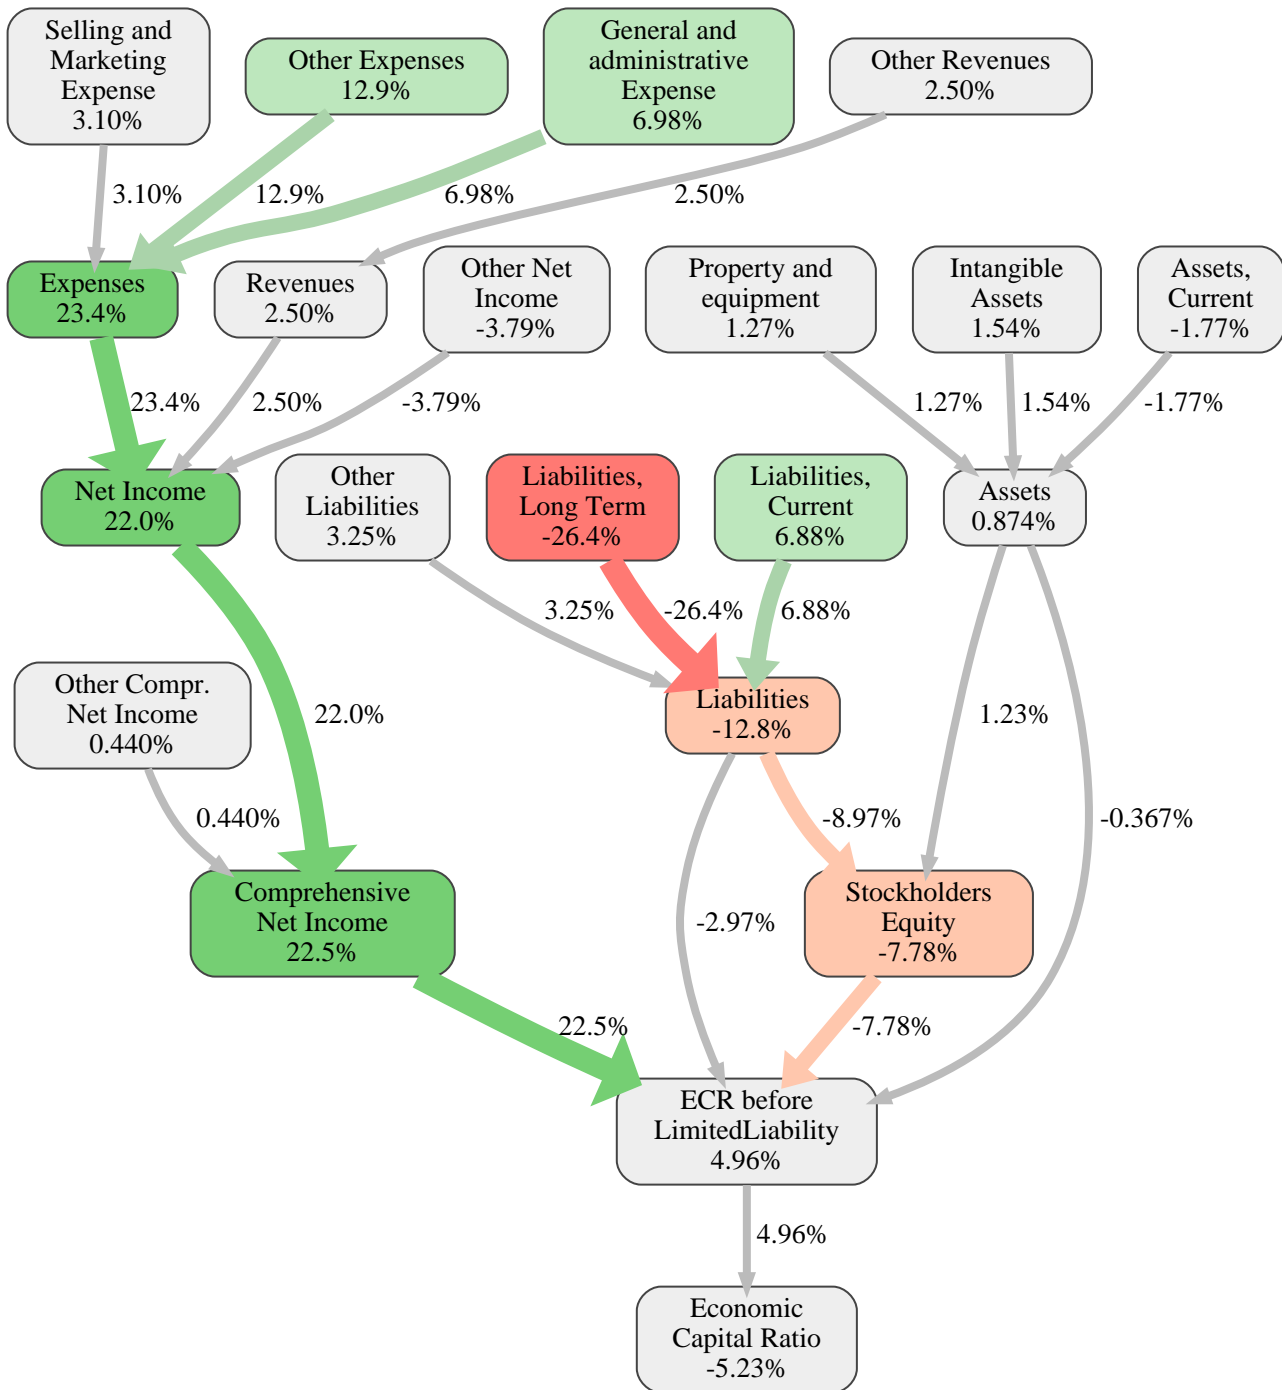 Selling and
Marketing
Expense
3.10%
Other Expenses
12.9%
General and
administrative
Expense
6.98%
Other Revenues
2.50%
3.10%
12.9%
6.98%
2.50%
Expenses
23.4%
Revenues
2.50%
Other Net
Income
-3.79%
Property and
equipment
1.27%
Intangible
Assets
1.54%
Assets,
Current
-1.77%
23.4%
2.50%
-3.79%
1.27%
1.54%
-1.77%
Net Income
22.0%
Other
Liabilities
3.25%
Liabilities,
Long Term
-26.4%
Liabilities,
Current
6.88%
Assets
0.874%
3.25%
-26.4%
6.88%
Other Compr.
Net Income
0.440%
22.0%
Liabilities
-12.8%
1.23%
0.440%
-8.97%
-0.367%
Comprehensive
Net Income
22.5%
-2.97%
Stockholders
Equity
-7.78%
22.5%
-7.78%
ECR before
LimitedLiability
4.96%
4.96%
Economic
Capital Ratio
-5.23%